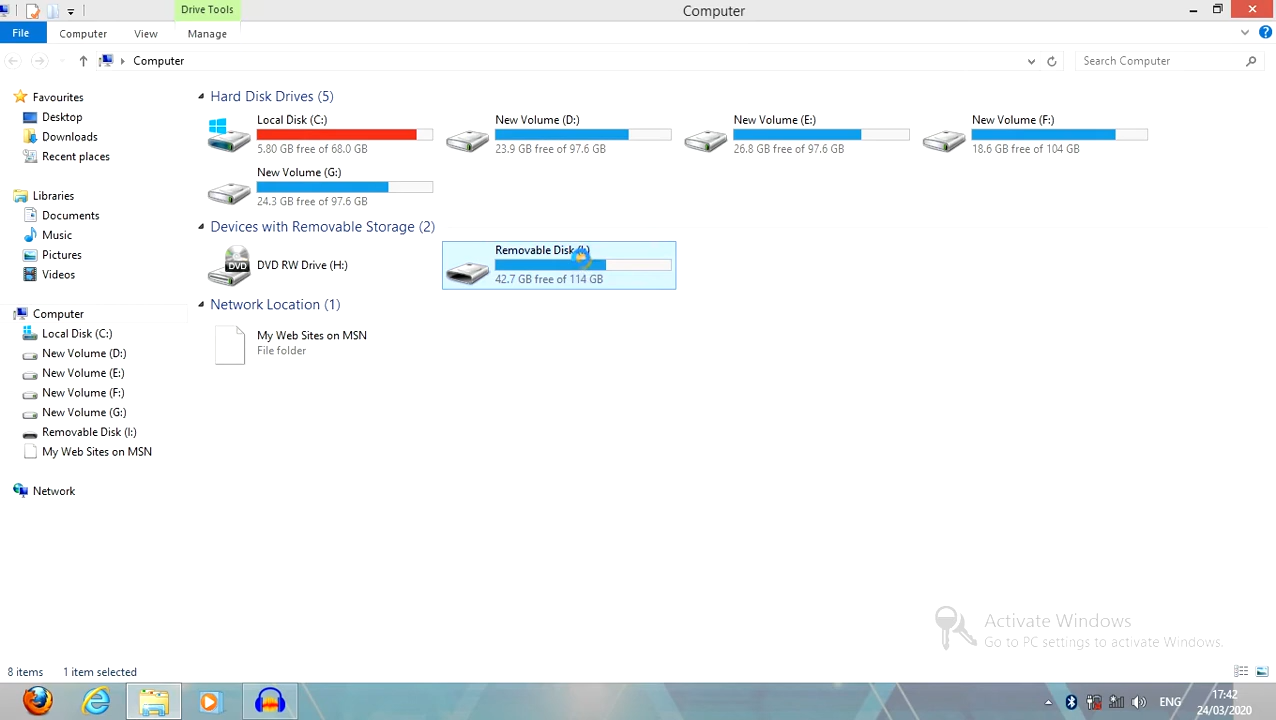 Drive Tools
Computer
File
Computer
View
Manage
Computer
Search Computer
Favourites
Desktop
Downloads
Recent places
Libraries
Documents
Music
Pictures
Videos
Computer
Local Disk (C:)
New Volume (D:)
New Volume (E:)
New Volume (F:)
New Volume (G:)
Removable Disk (I:)
My Web Sites on MSN
Network
Hard Disk Drives (5)
Local Disk (C:)
5.80 GB free of 68.0 GB
New Volume (D:)
23.9 GB free of 97.6 GB
New Volume (E:)
26.8 GB free of 97.6 GB
New Volume (F:)
18.6 GB free of 104 GB
New Volume (G:)
24.3 GB free of 97.6 GB
Devices with Removable Storage (2)
DVD
DVD RW Drive (H:)
Removable Disk (I:)
42.7 GB free of 114 GB
Network Location (1)
My Web Sites on MSN
File folder
Activate Windows
Go to PC settings to activate Windows.
8 items
1 item selected
ENG
17:42
24/03/2020